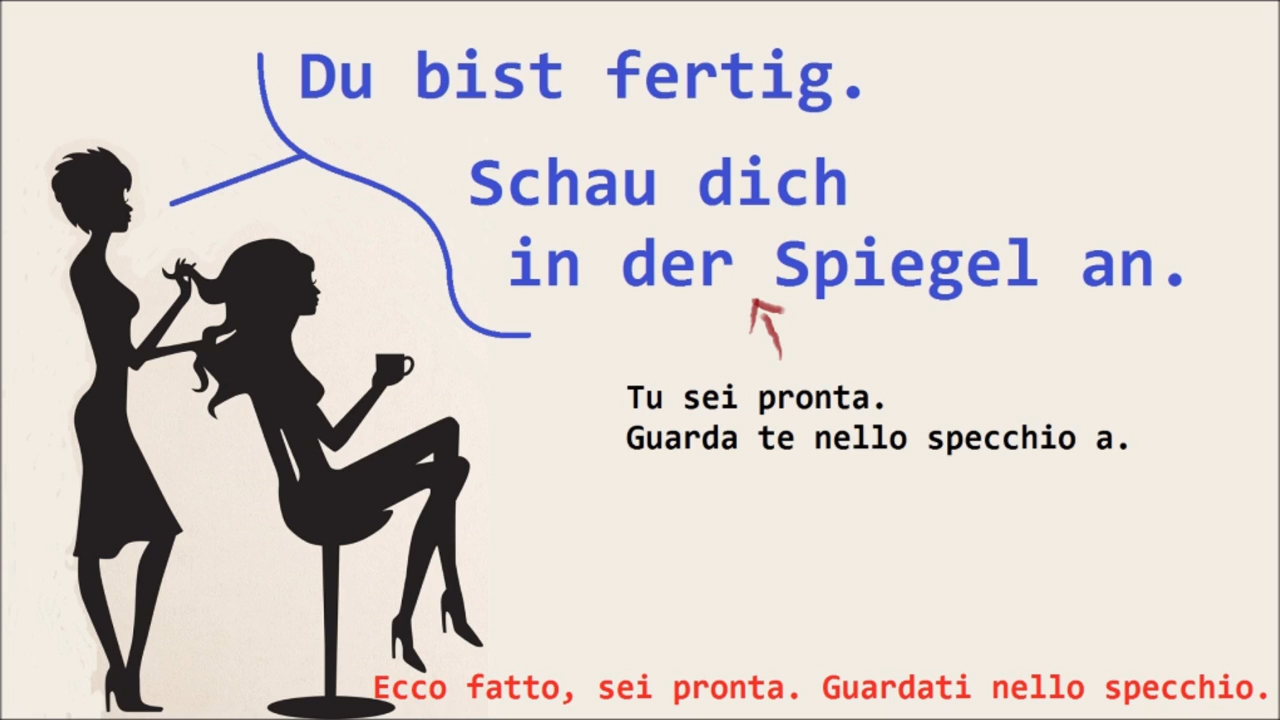 Du bist fertig.
Schau dich
in der Spiegel an.
Tu sei pronta.
Guarda te nello specchio a.
Ecco fatto, sei pronta. Guardati nello specchio.